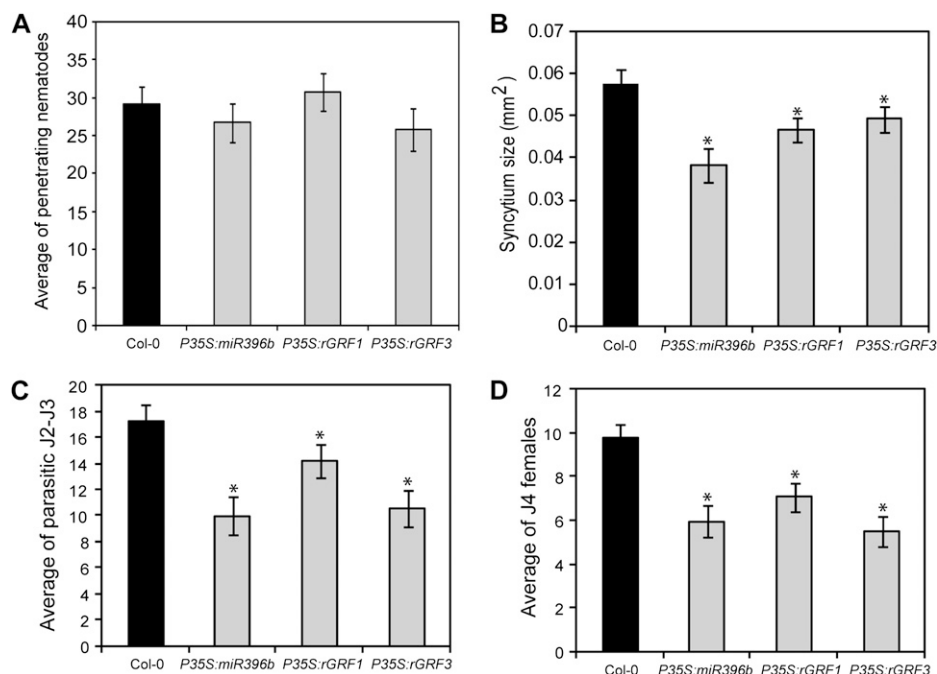 A
Average of penetrating nematodes
40
35
30
25
20
15
10
5
0
Col-0 P35S:miR396b P35S:rGRF1 P35S:rGRF3
B
Syncytium size (mm2)
0.07
0.06
0.05
0.04
0.03
0.02
0.01
0
* * *
Col-0 P35S:miR396b P35S:rGRF1 P35S:rGRF3
C
Average of parasitic J2-J3
20
18
16
14
12
10
8
6
4
2
0
* * *
Col-0 P35S:miR396b P35S:rGRF1 P35S:rGRF3
D
Average of J4 females
12
10
8
6
4
2
0
* * *
Col-0 P35S:miR396b P35S:rGRF1 P35S:rGRF3